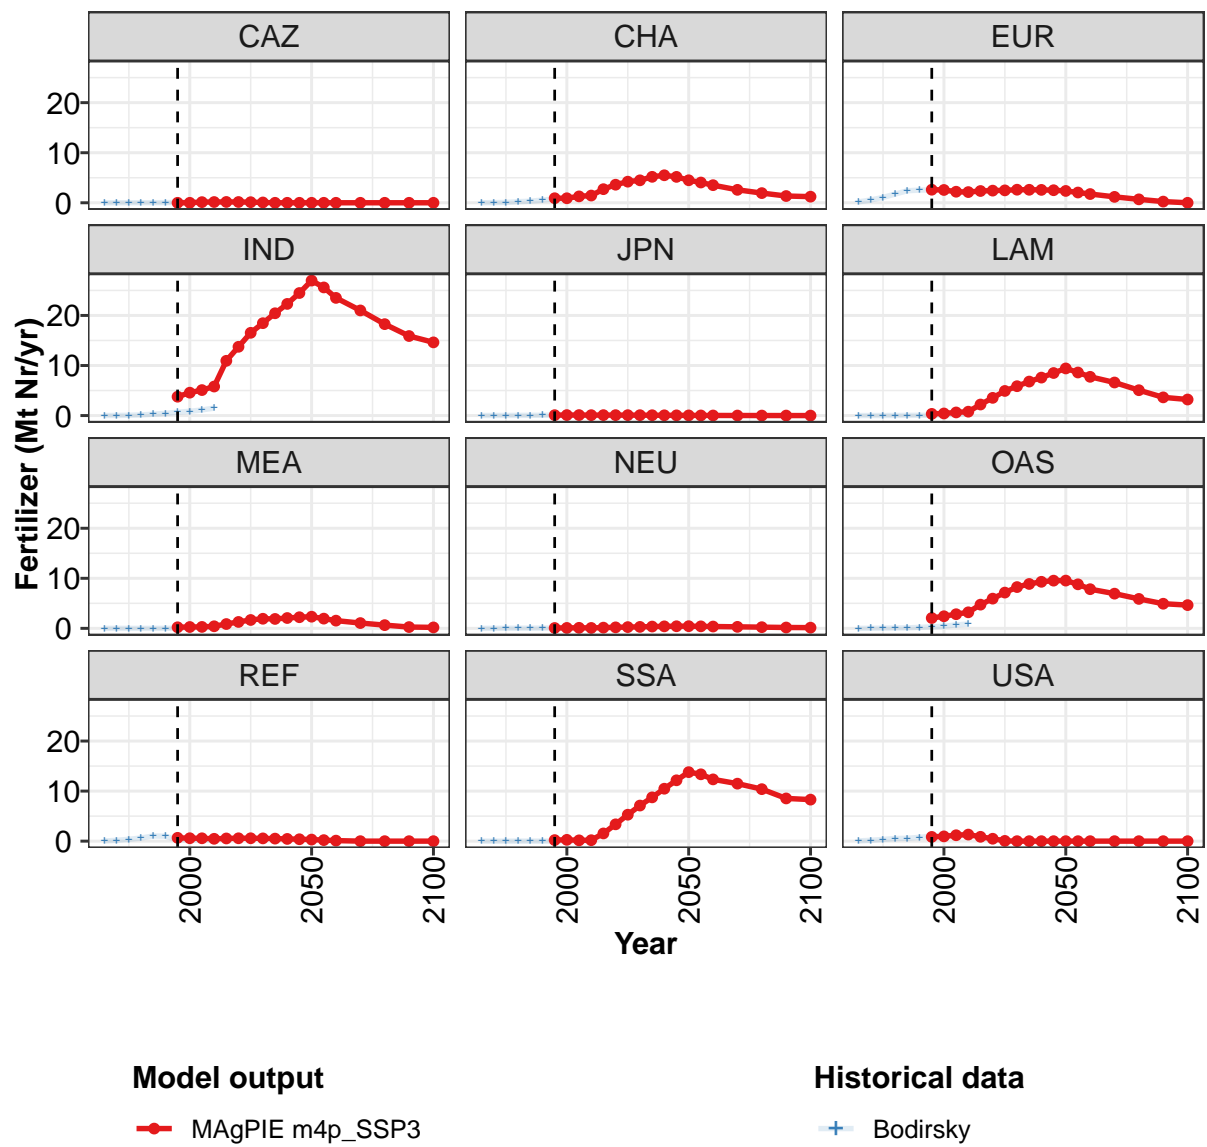 CAZ CHA EUR
20
10
0
IND JPN LAM
20
10
0
MEA NEU OAS
20
10
0
REF SSA USA
20
10
0
Fertilizer (Mt Nr/yr)
2000 2050 2100 2000 2050 2100 2000 2050 2100
Year
Model output Historical data
MAgPIE m4p_SSP3 Bodirsky